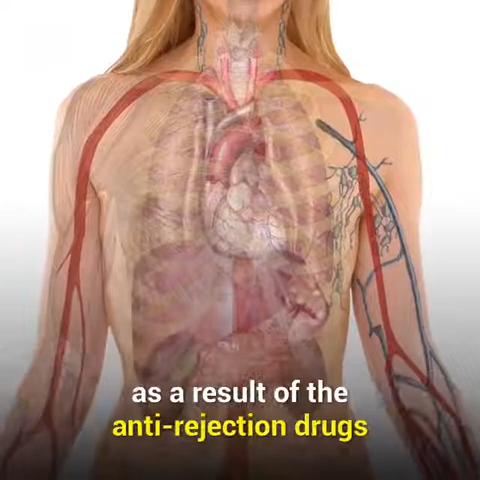 as a result of the
anti-rejection drugs